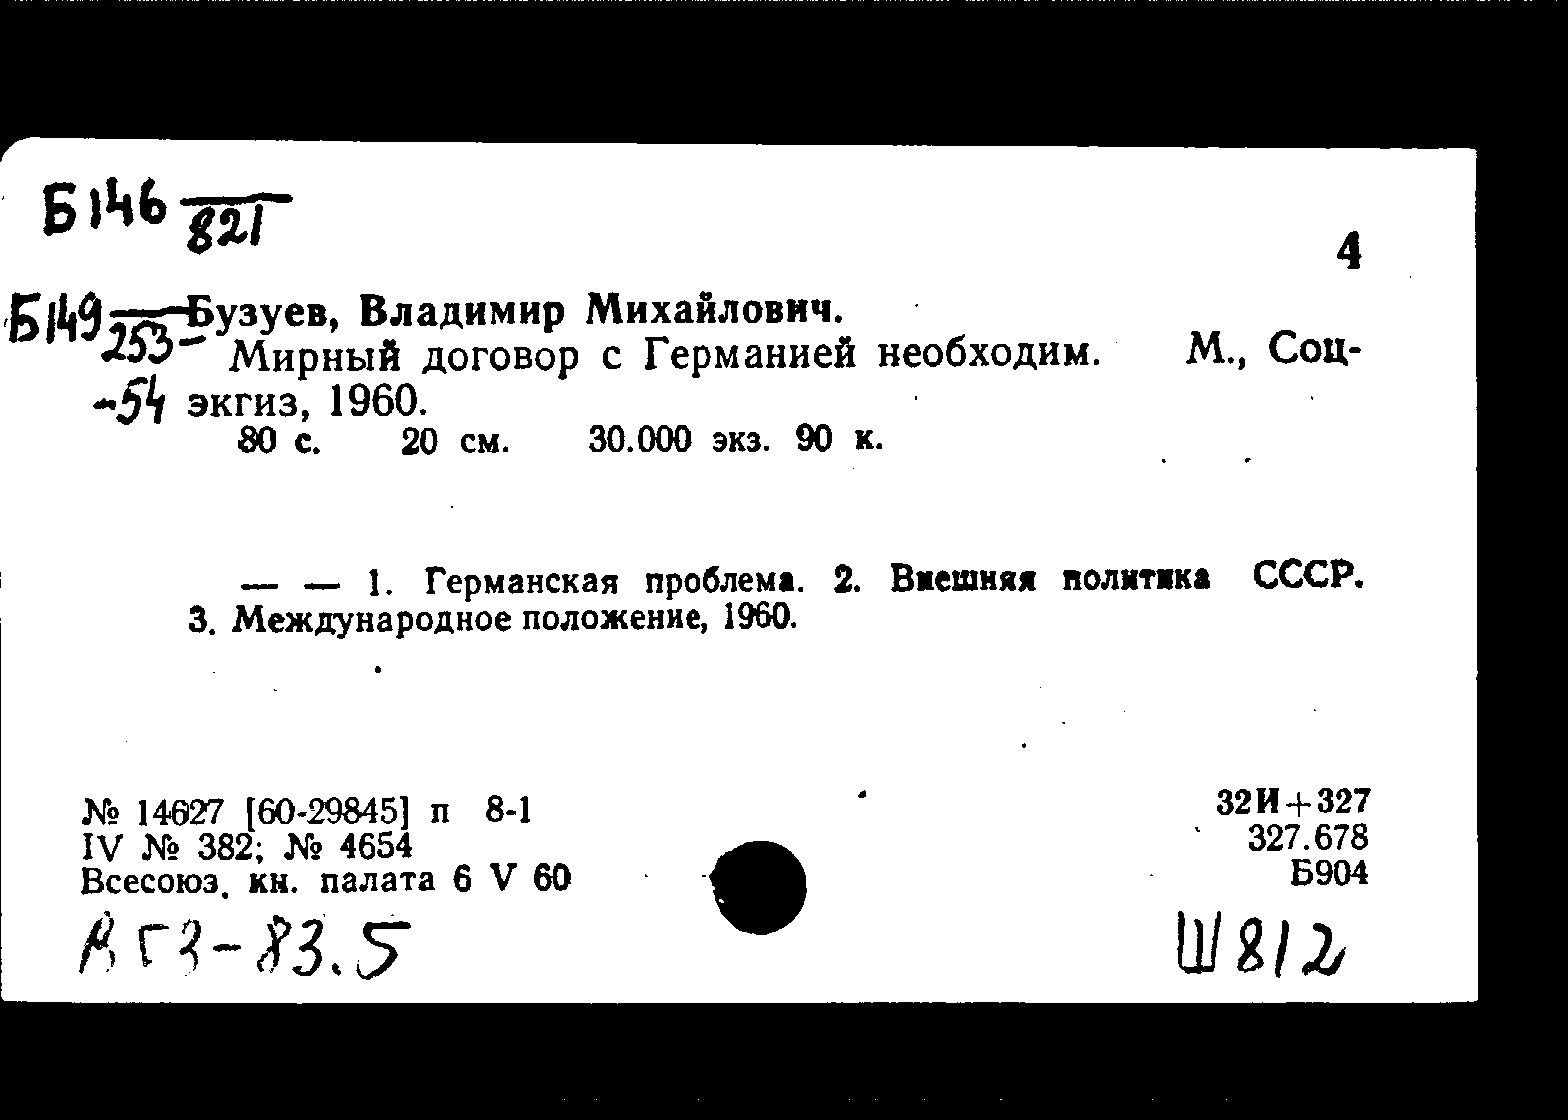 Б146 821
4
Б149 253-
Бузуев, Владимир Михайлович.
Мирный договор с Германией необходим. М., Соц-
-54
экгиз, 1960.
80 с. 20 см. 30.000 экз. 90 к.
— — 1. Германская проблема. 2. Внешняя политика СССР.
3. Международное положение, 1960.
№ 14627 [60-29845] п 8-1
32И+327
IV № 382; № 4654
327.678
Всесоюз. кн. палата 6 V 60
Б904
Ш812